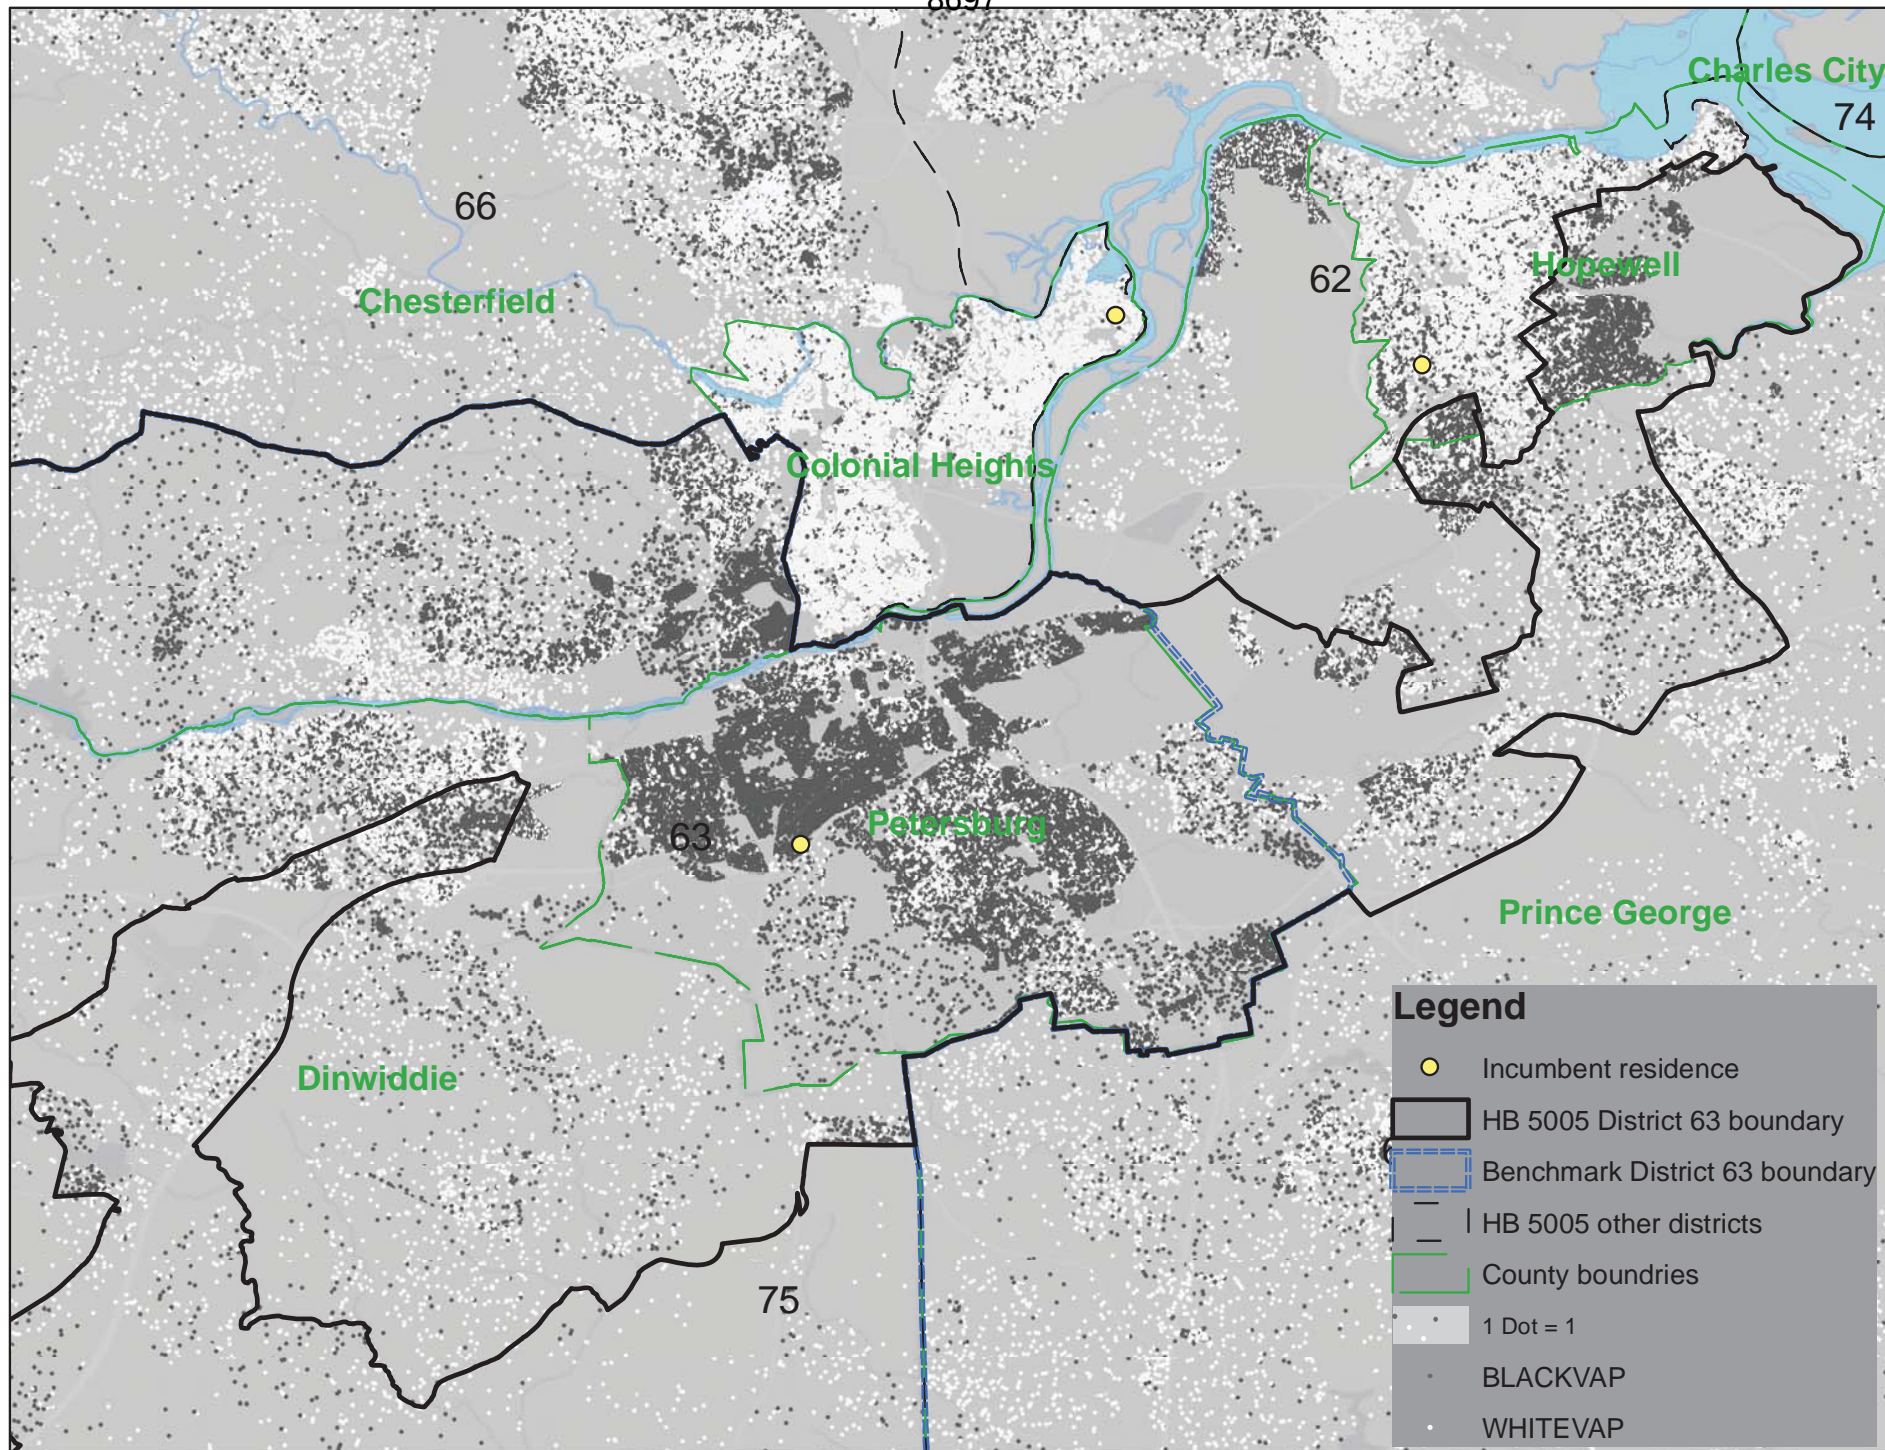 8697
Charles City
74
66
Chesterfield
62
Hopewell
Colonial Heights
63
Petersburg
Prince George
Dinwiddie
75
Legend
Incumbent residence
HB 5005 District 63 boundary
Benchmark District 63 boundary
HB 5005 other districts
County boundries
1 Dot = 1
BLACKVAP
WHITEVAP